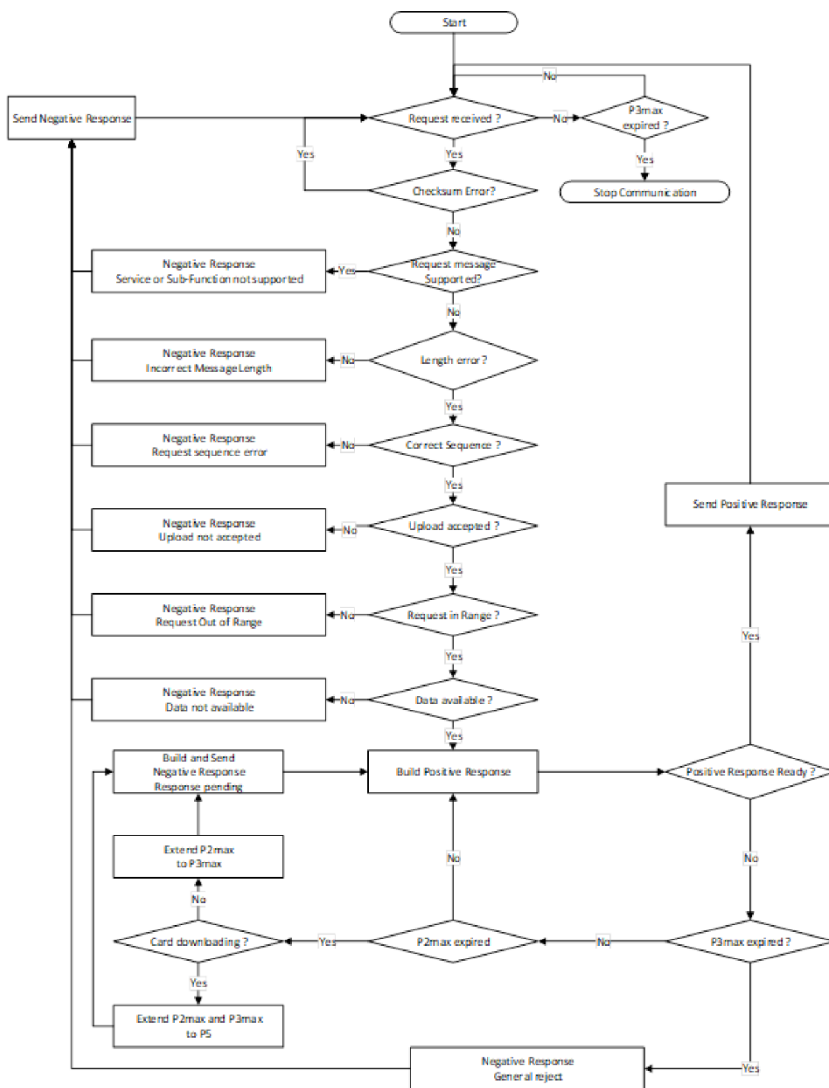 Start
No
Send Negative Response
Request received ?
No
P3max
expired ?
Yes
Yes
Yes
Checksum Error?
Stop Communication
No
Negative Response
Service or Sub-Function not supported
Yes
Request message
Supported?
No
Negative Response
Incorrect Message Length
No
Length error ?
Yes
Negative Response
Request sequence error
No
Correct Sequence ?
Yes
Send Positive Response
Negative Response
Upload not accepted
No
Upload accepted ?
Yes
Negative Response
Request Out of Range
No
Request in Range ?
Yes
Yes
Negative Response
Data not available
No
Data available ?
Yes
Build and Send
Negative Response
Response pending
Build Positive Response
Positive Response Ready ?
Extend P2max
to P3max
No
No
No
Card downloading ?
Yes
P2max expired
No
P3max expired ?
Yes
Extend P2max and P3max
to P5
Negative Response
General reject
Yes